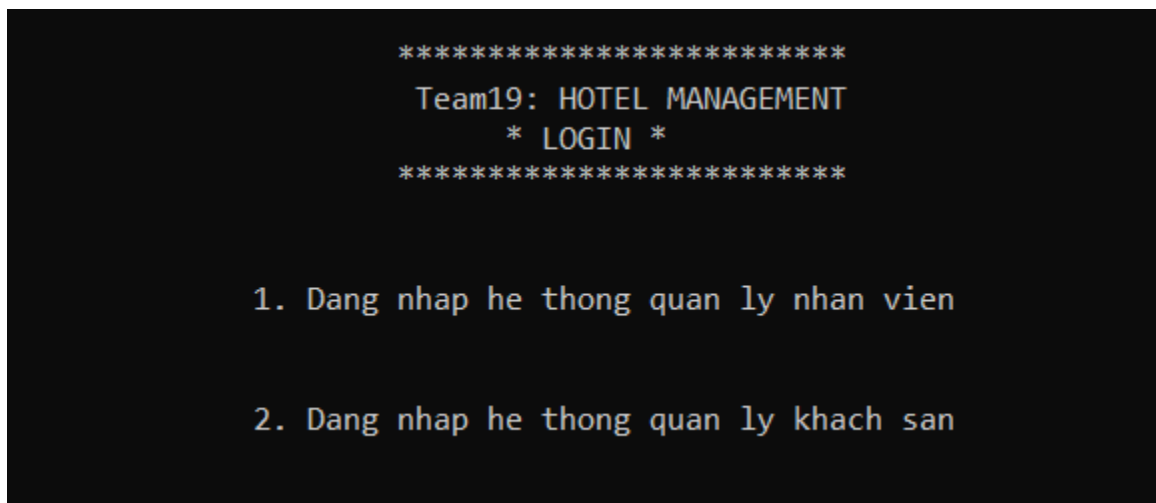 *************************
Team19: HOTEL MANAGEMENT
* LOGIN *
*************************
1. Dang nhap he thong quan ly nhan vien
2. Dang nhap he thong quan ly khach san